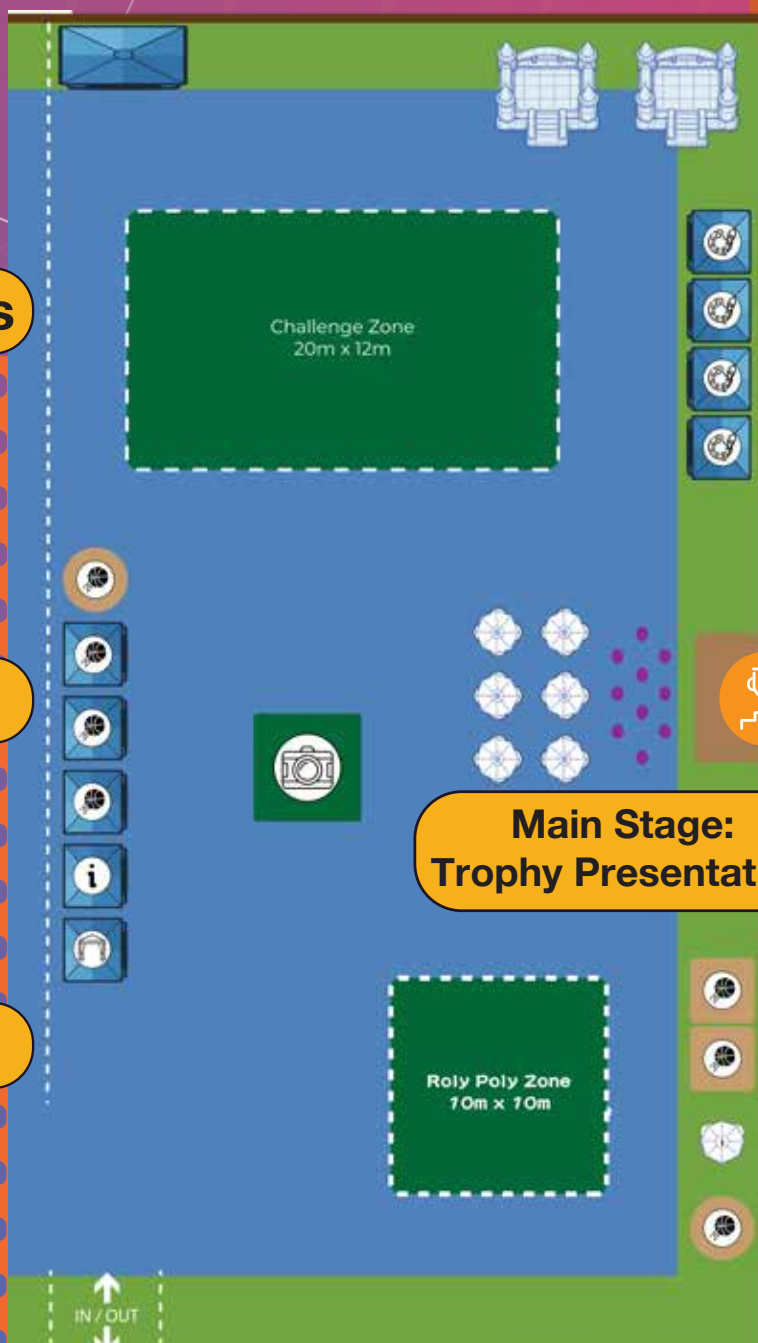 s
Challenge Zone
20m x 12m
i
Main Stage:
Trophy Presentat
Roly Poly Zone
10m x 10m
IN / OUT